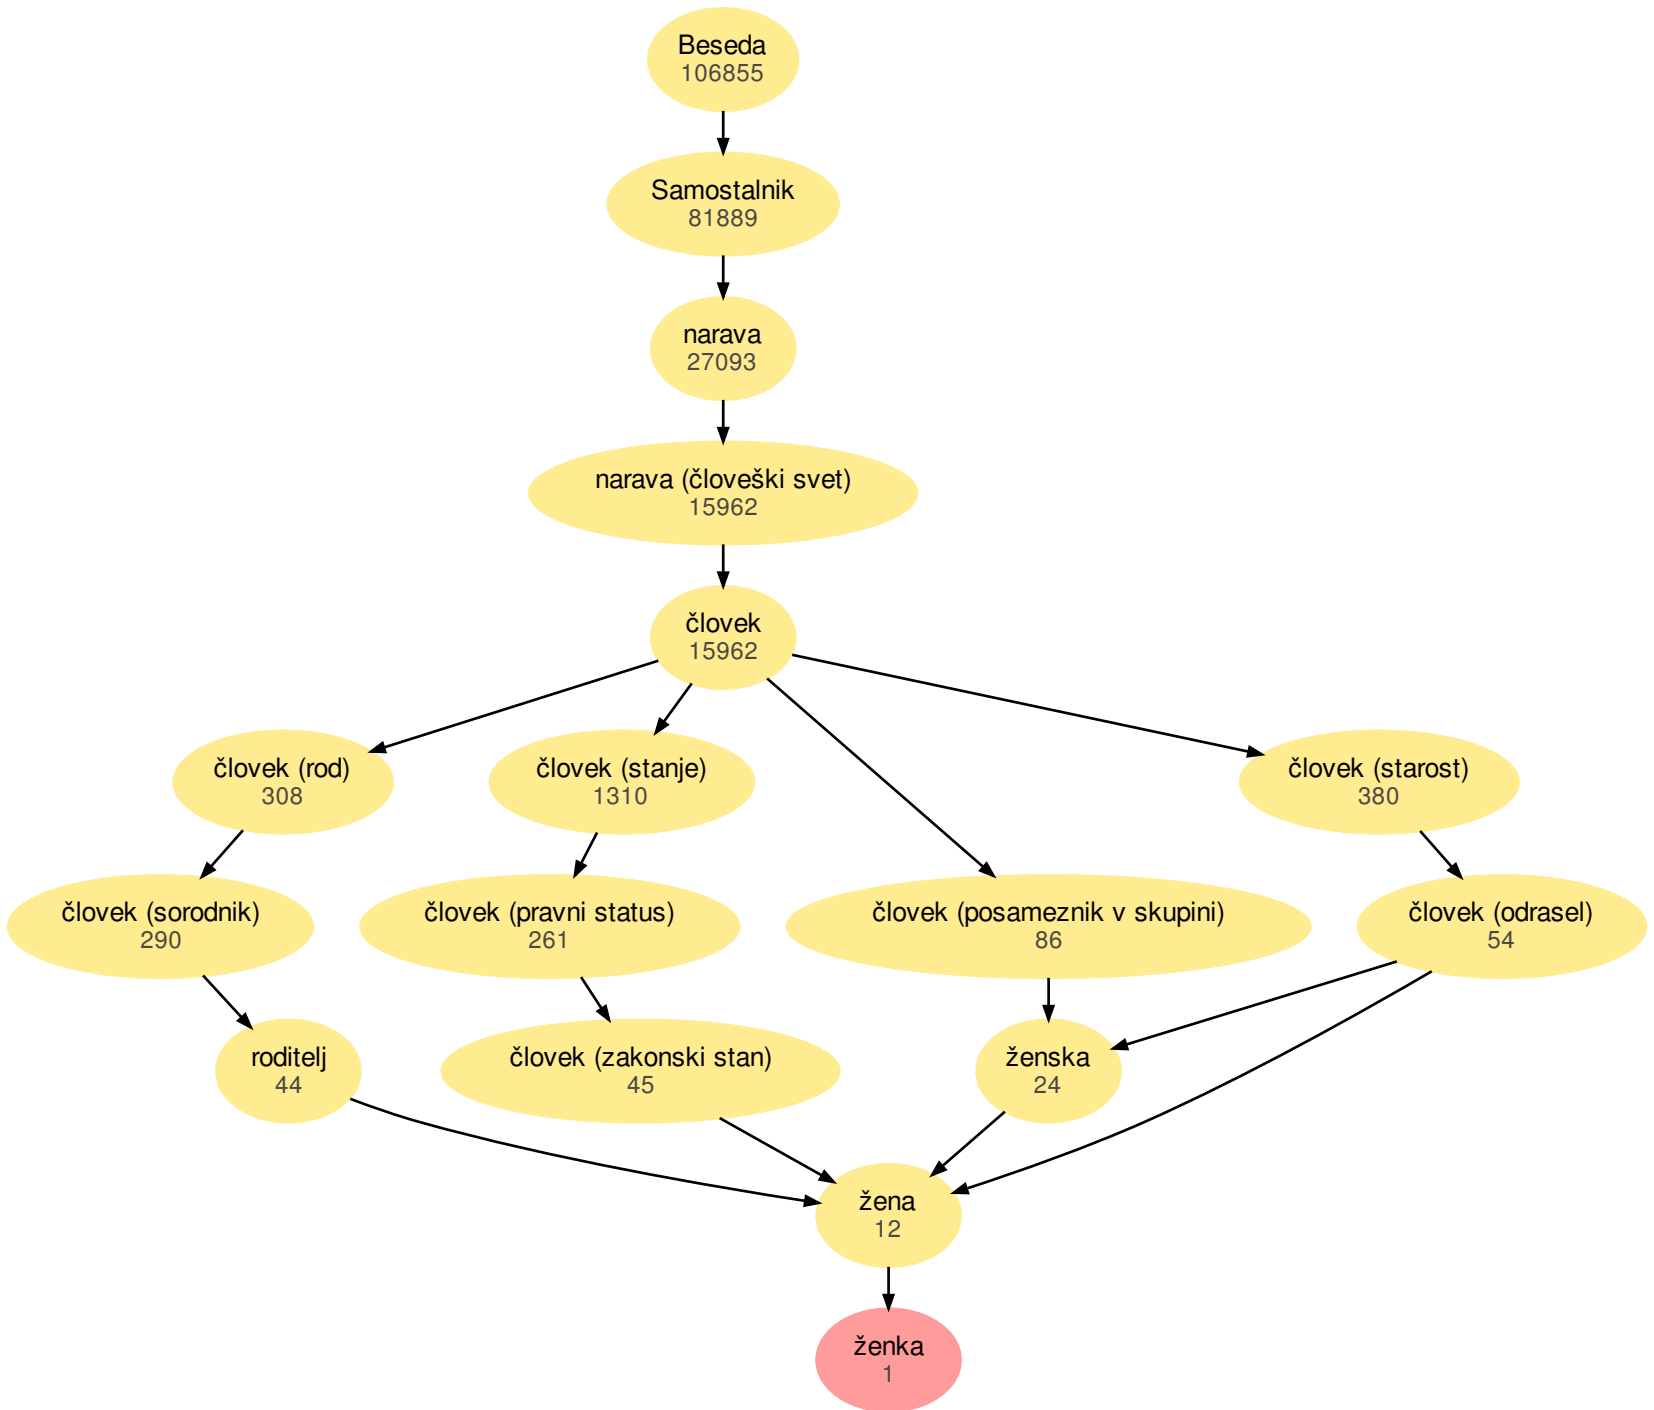 Beseda
106855
Samostalnik
81889
narava
27093
narava (človeški svet)
15962
človek
15962
človek (rod)
308
človek (stanje)
1310
človek (starost)
380
človek (sorodnik)
290
človek (pravni status)
261
človek (posameznik v skupini)
86
človek (odrasel)
54
roditelj
44
človek (zakonski stan)
45
ženska
24
žena
12
ženka
1